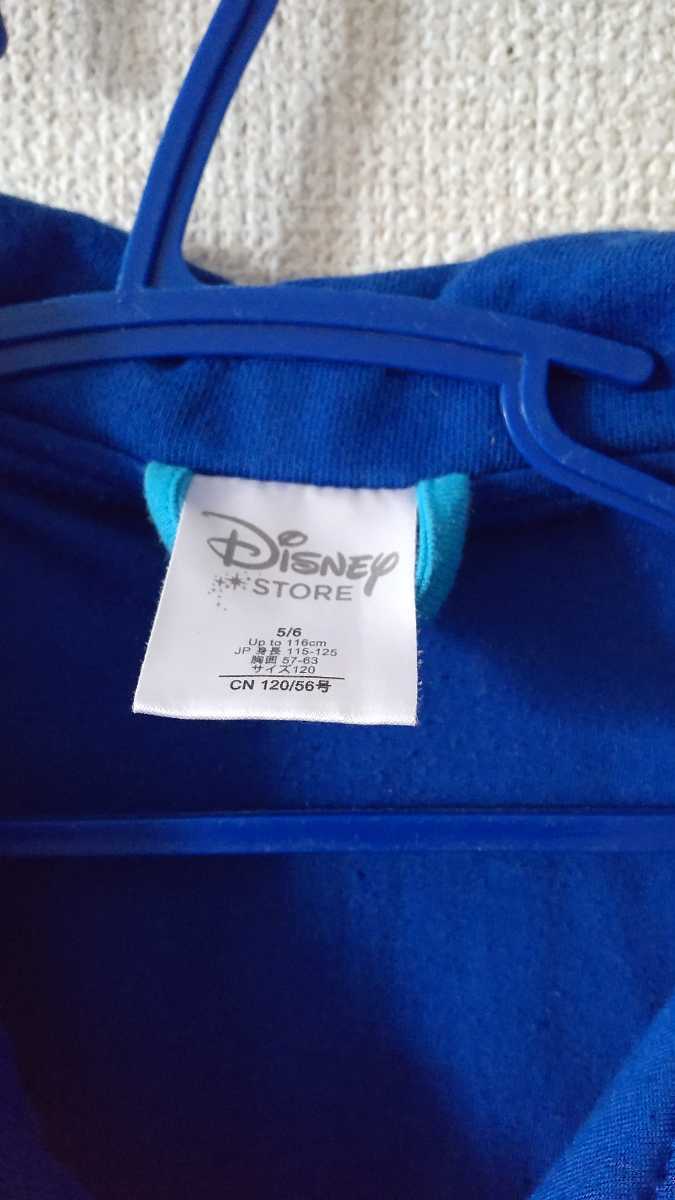 Disney
STORE
5/6
Up to 116cm
JP 身長 115-125
胸囲 57-63
サイズ120
CN 120/56号